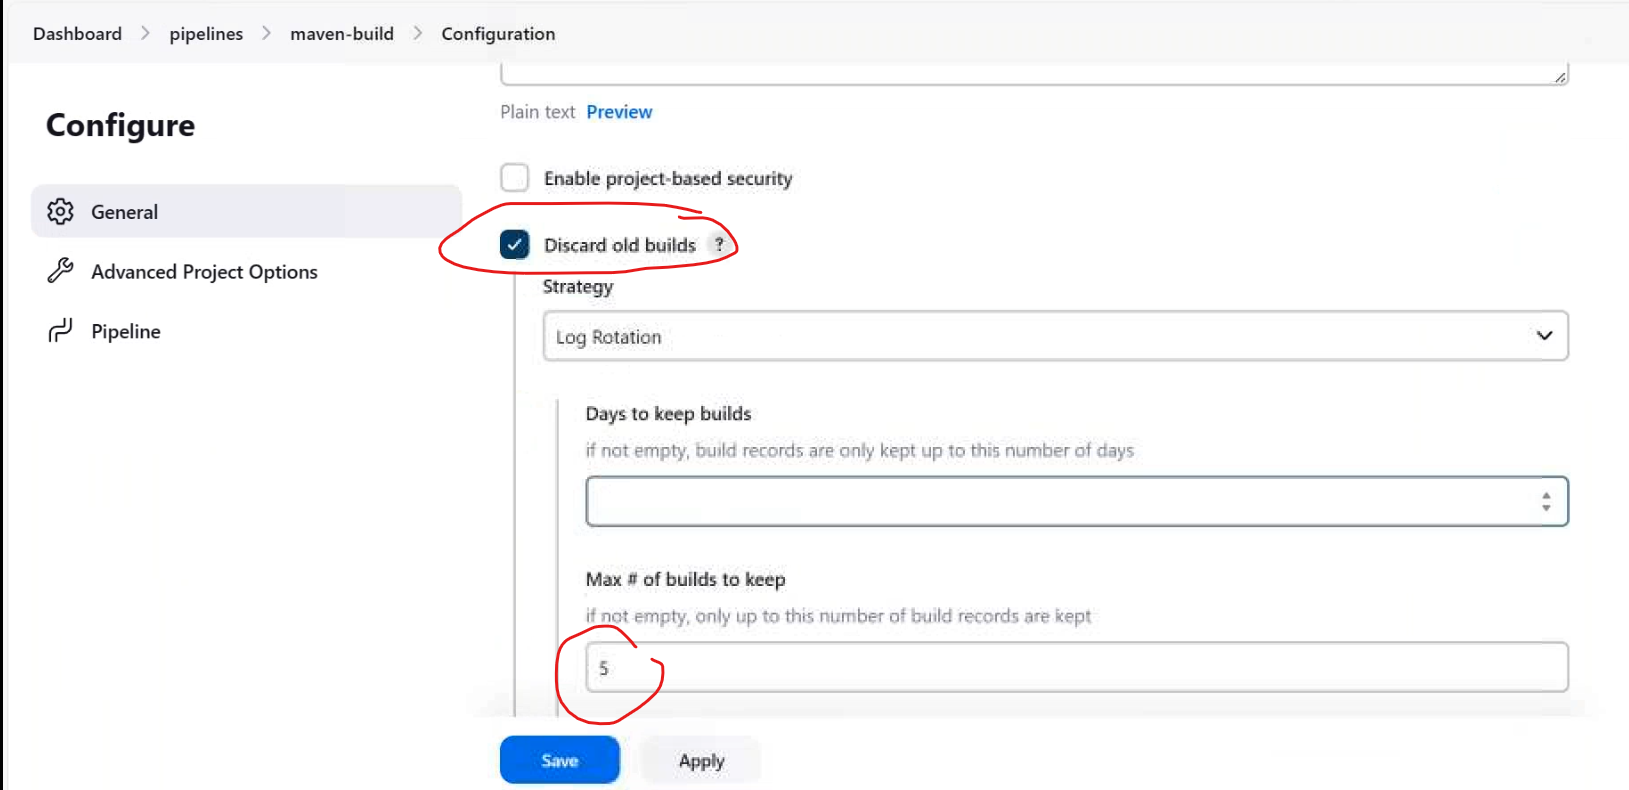 Dashboard > pipelines > maven-build > Configuration
Plain text Preview
Configure
General
Advanced Project Options
Pipeline
Enable project-based security
Discard old builds ?
Strategy
Log Rotation
Days to keep builds
if not empty, build records are only kept up to this number of days
Max # of builds to keep
if not empty, only up to this number of build records are kept
5
Save Apply